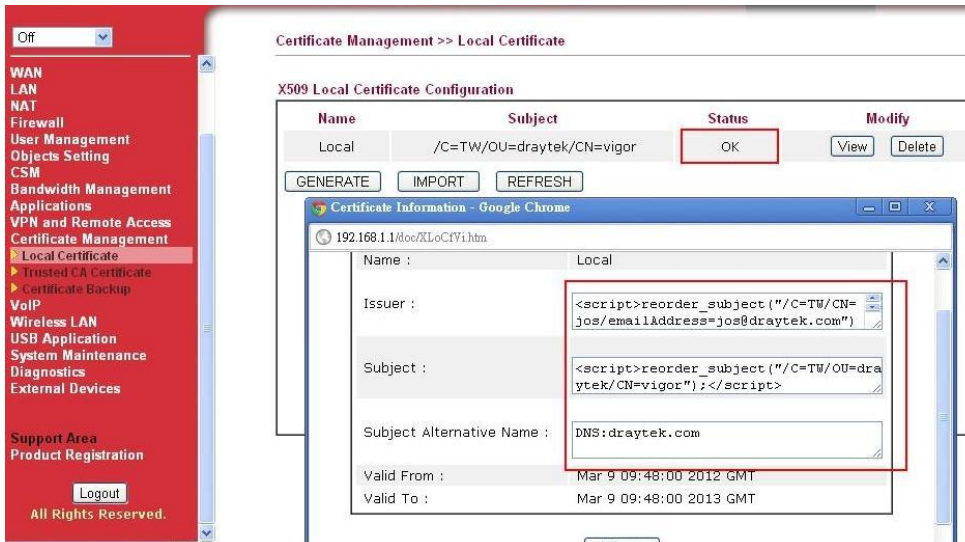 Off
WAN
LAN
NAT
Firewall
User Management
Objects Setting
CSM
Bandwidth Management
Applications
VPN and Remote Access
Certificate Management
Local Certificate
Trusted CA Certificate
Certificate Backup
VoIP
Wireless LAN
USB Application
System Maintenance
Diagnostics
External Devices
Support Area
Product Registration
Logout
All Rights Reserved.
Certificate Management >> Local Certificate
X509 Local Certificate Configuration
Name Subject Status Modify
Local /C=TW/OU=draytek/CN=vigor OK View Delete
GENERATE IMPORT REFRESH
Certificate Information - Google Chrome
192.168.1.1/doc/XLoCfVi.htm
Name : Local
Issuer : <script>reorder_subject("/C=TW/CN=
jos/emailAddress=jos@draytek.com")
Subject : <script>reorder_subject("/C=TW/OU=dra
ytek/CN=vigor");</script>
Subject Alternative Name : DNS:draytek.com
Valid From : Mar 9 09:48:00 2012 GMT
Valid To : Mar 9 09:48:00 2013 GMT